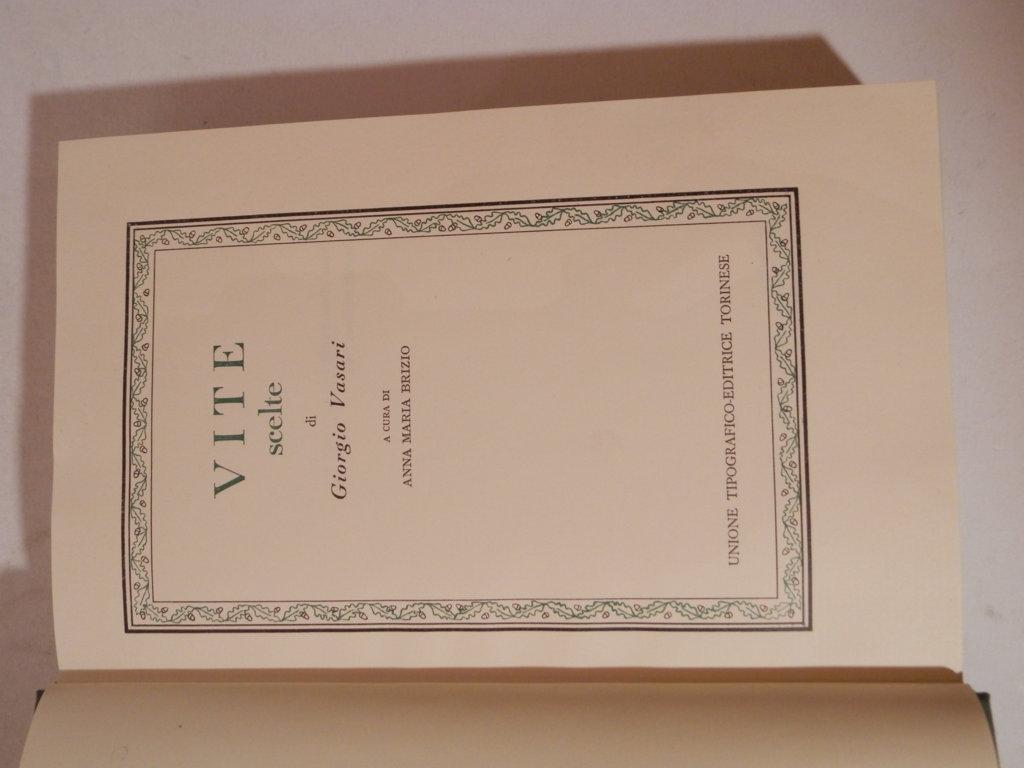 VITE
scelte
di
Giorgio Vasari
A CURA DI
ANNA MARIA BRIZIO
UNIONE TIPOGRAFICO-EDITRICE TORINESE